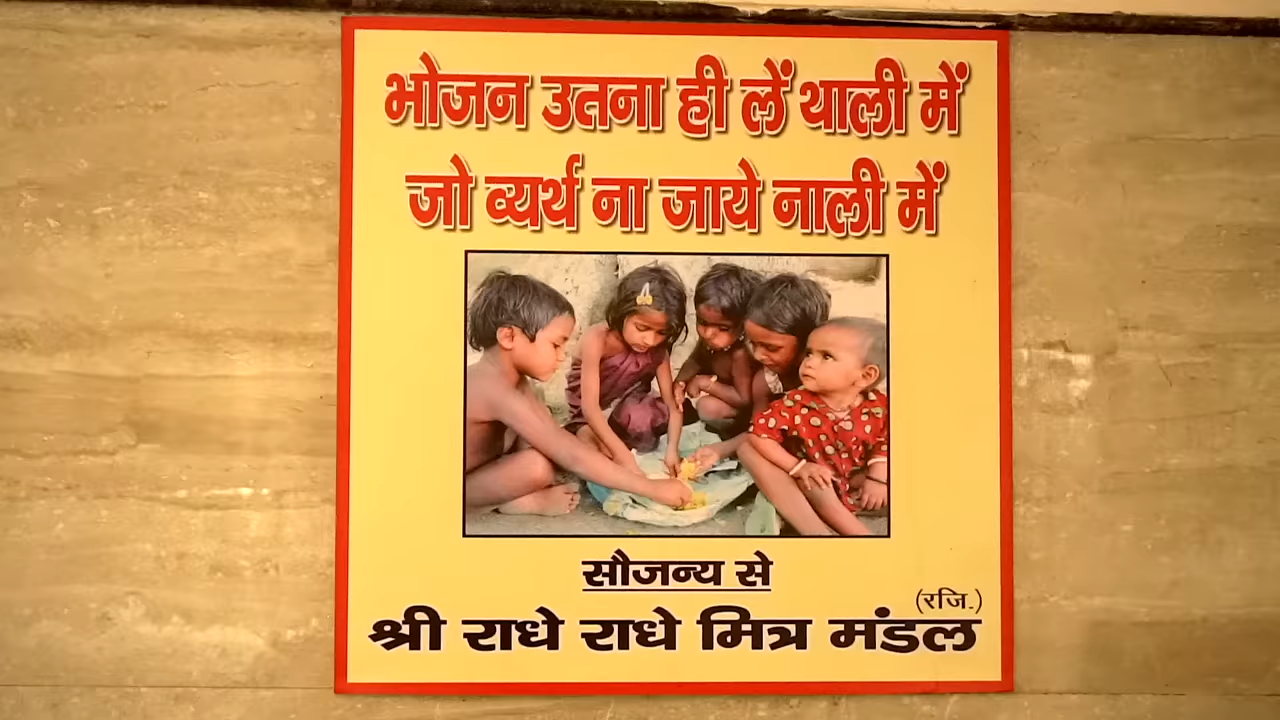 भोजन उतना ही लें थाली में
जो व्यर्थ ना जाये नाली में
सौजन्य से
(रजि.)
श्री राधे राधे मित्र मंडल